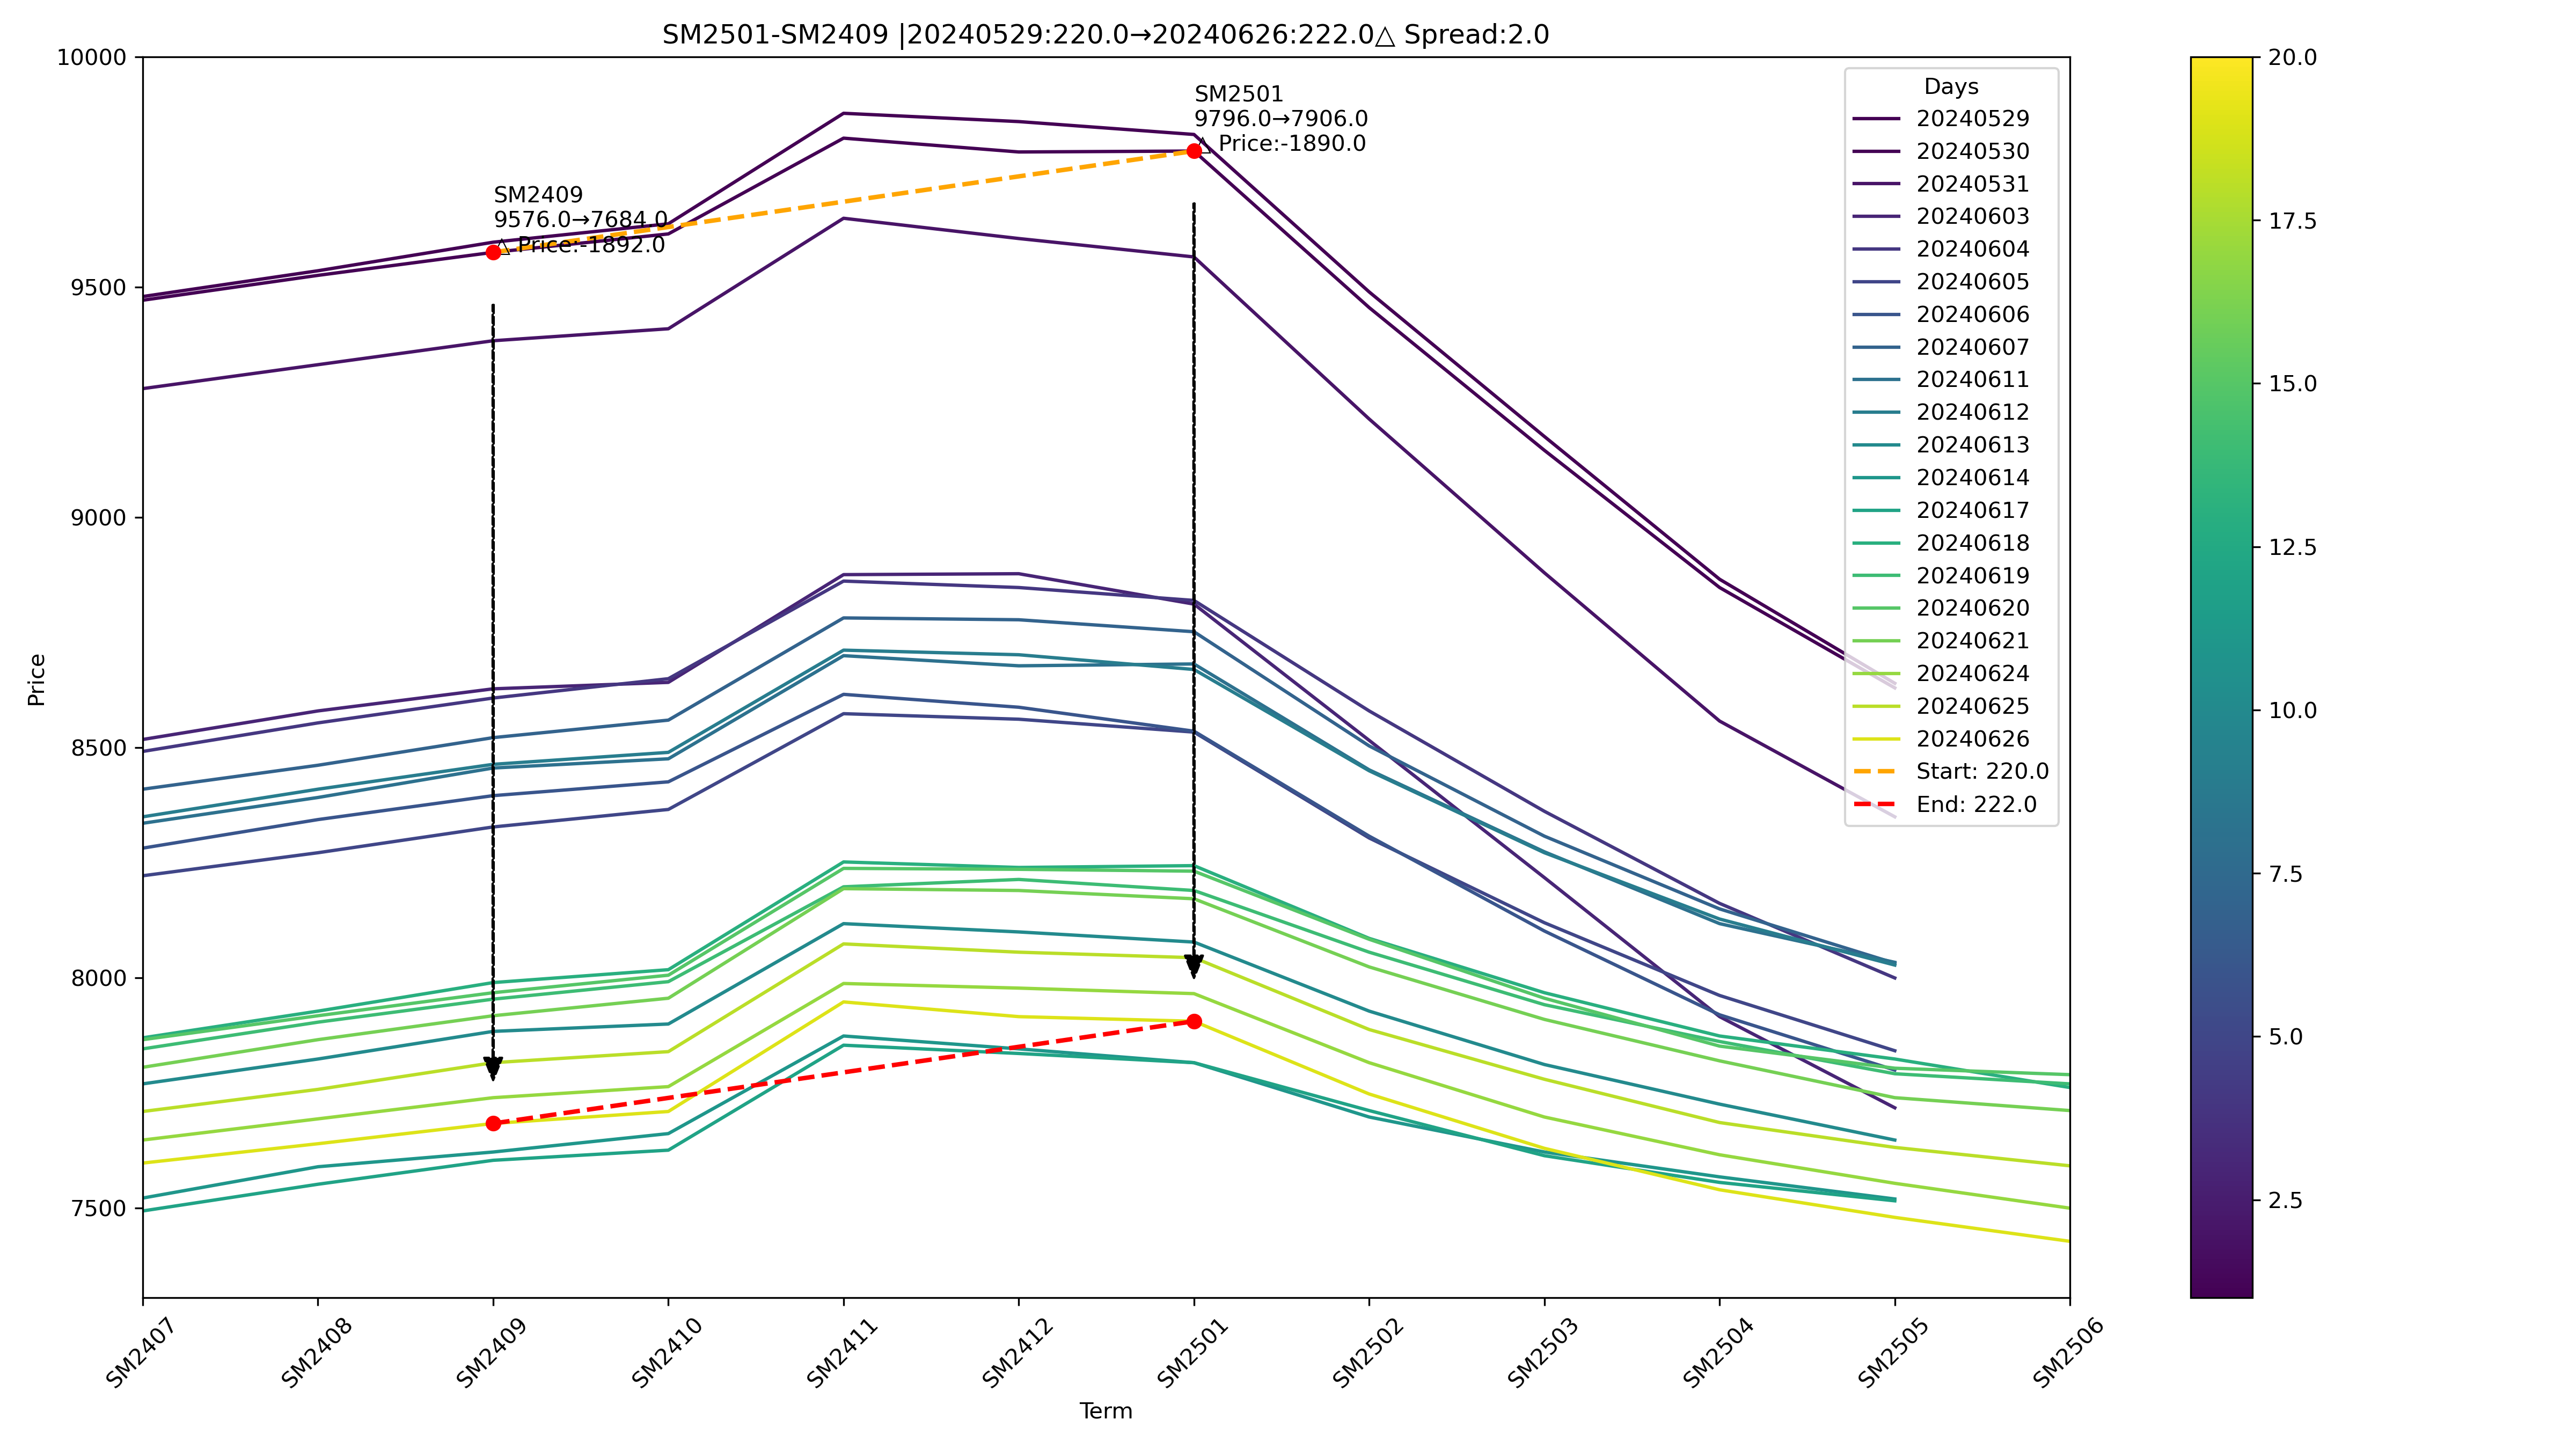 SM2501-SM2409 |20240529:220.0→20240626:222.0△ Spread:2.0
10000
9500
9000
8500
8000
7500
Price
SM2409
9576.0→7684.0
△ Price:-1892.0
SM2501
9796.0→7906.0
△ Price:-1890.0
Days
20240529
20240530
20240531
20240603
20240604
20240605
20240606
20240607
20240611
20240612
20240613
20240614
20240617
20240618
20240619
20240620
20240621
20240624
20240625
20240626
Start: 220.0
End: 222.0
SM2407
SM2408
SM2409
SM2410
SM2411
SM2412
SM2501
SM2502
SM2503
SM2504
SM2505
SM2506
Term
20.0
17.5
15.0
12.5
10.0
7.5
5.0
2.5